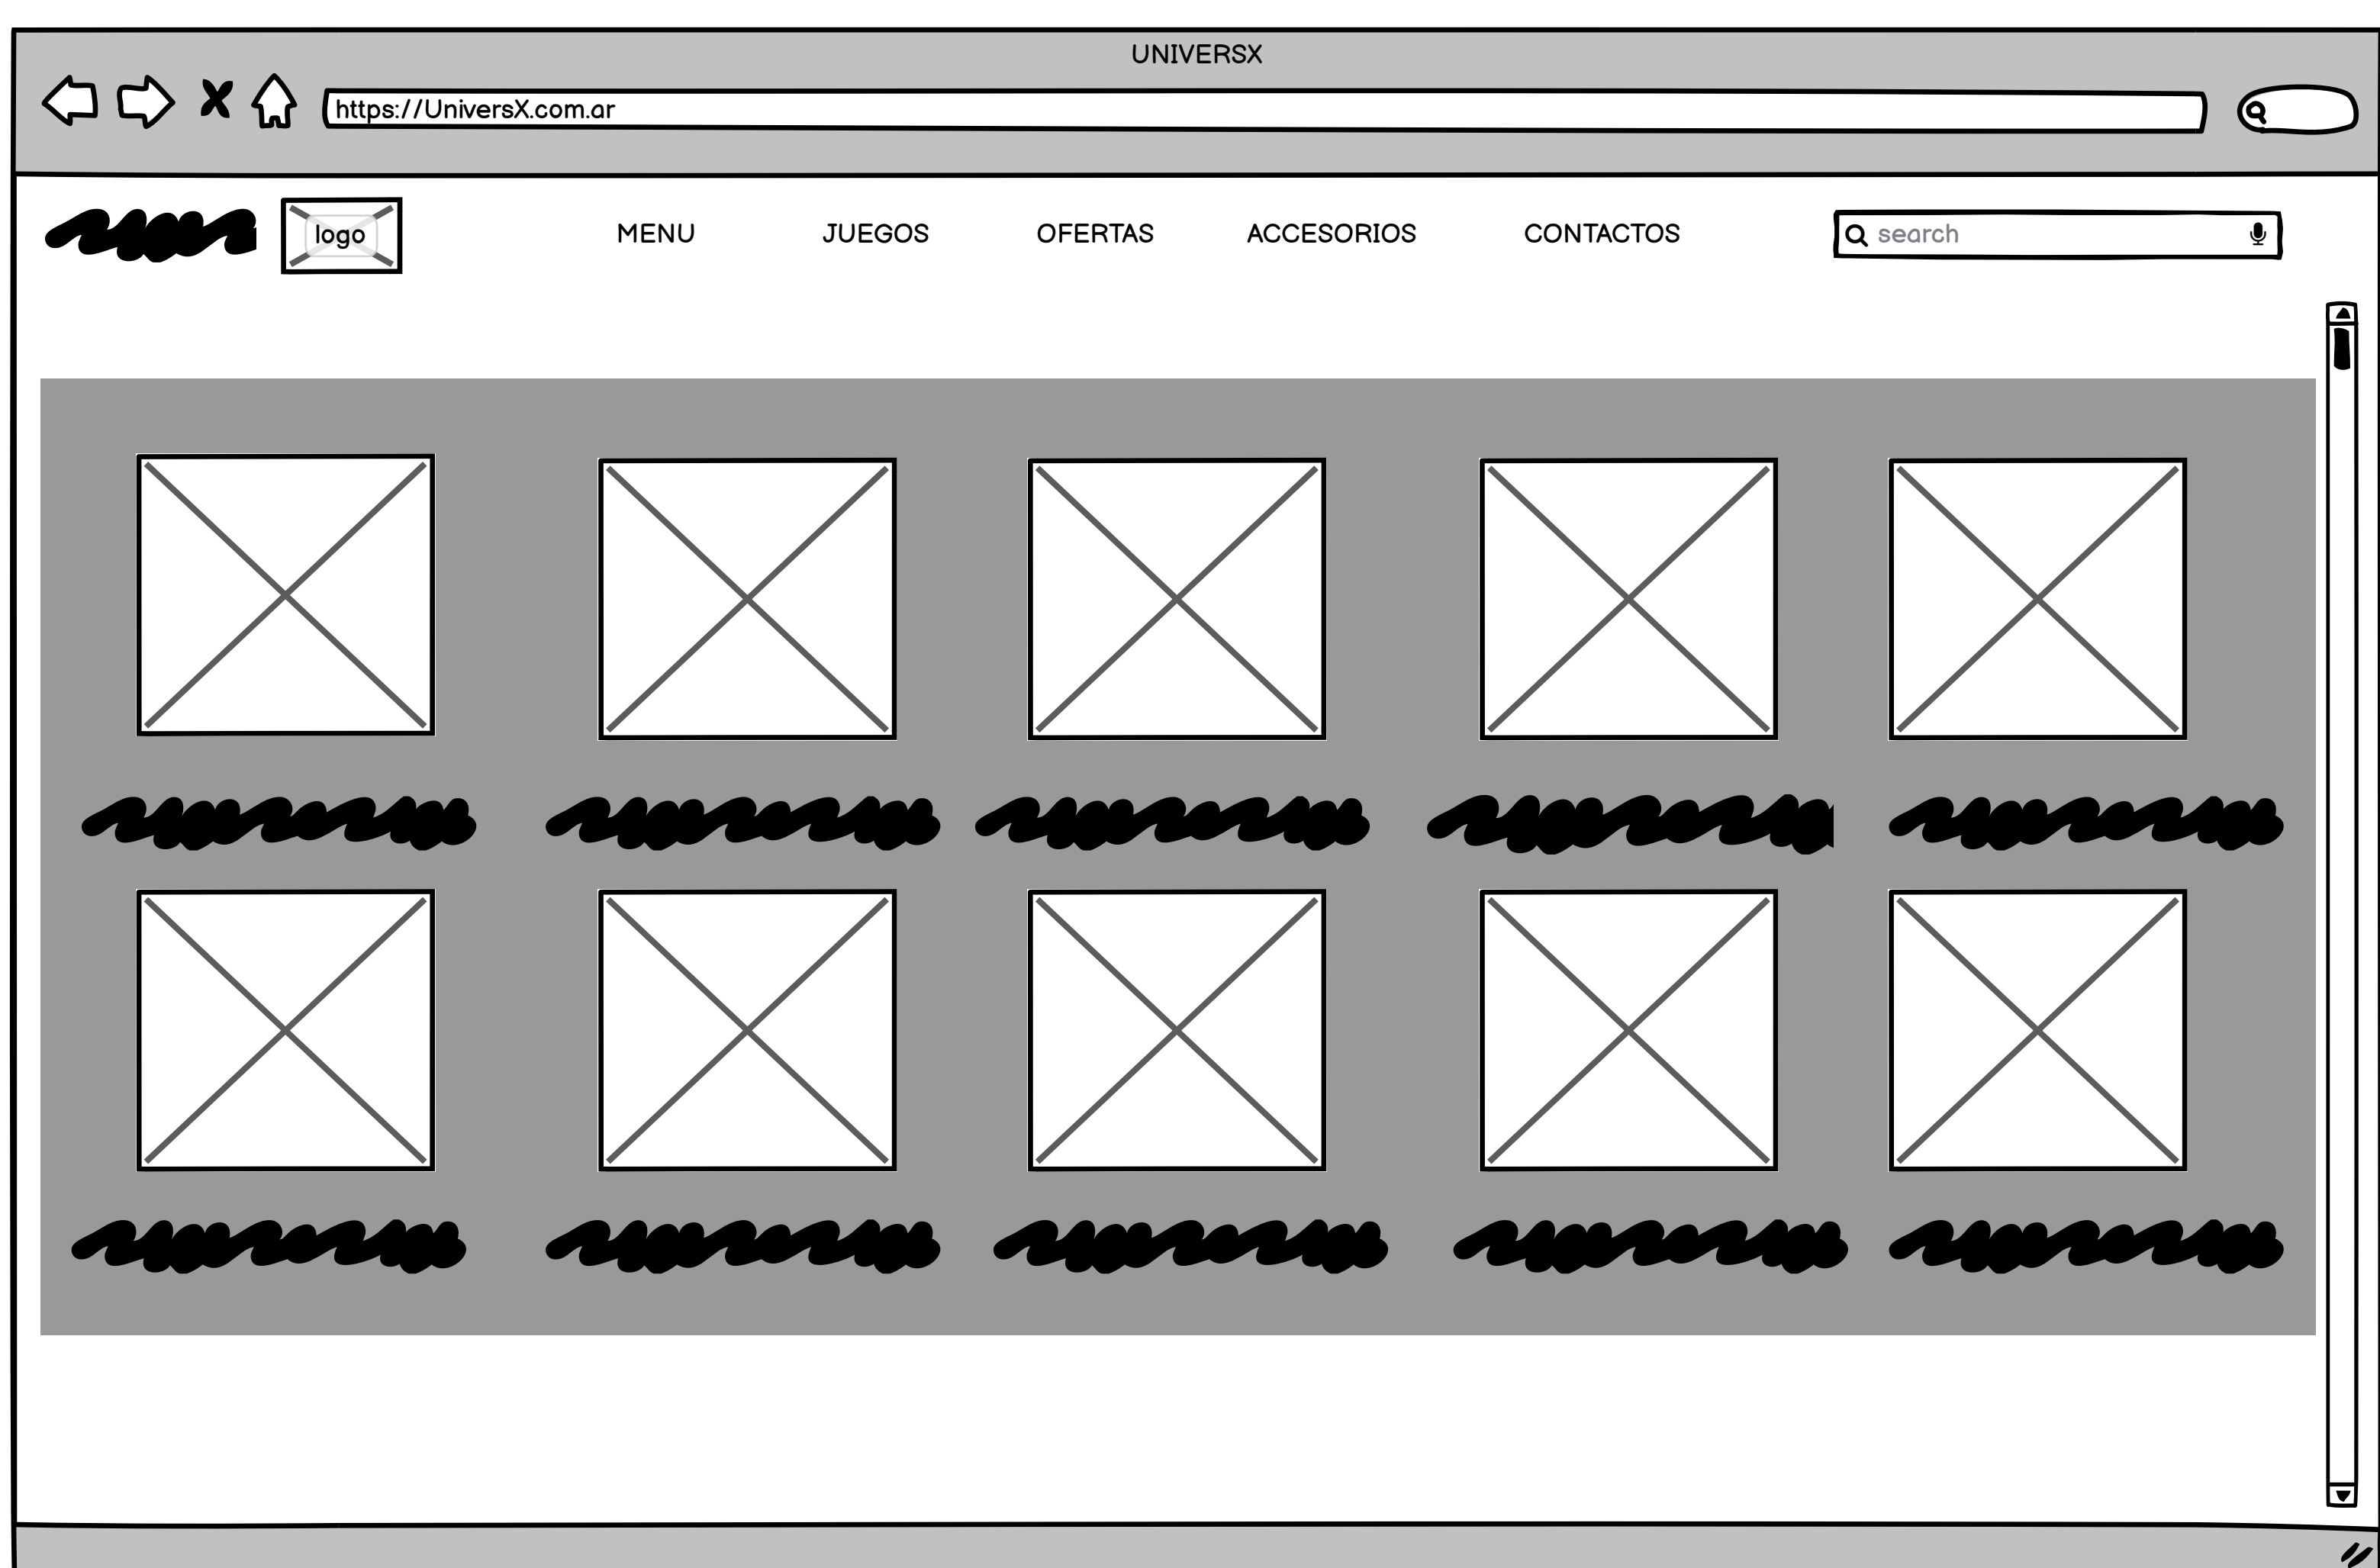 UNIVERSX
https://UniversX.com.ar
logo
MENU JUEGOS OFERTAS ACCESORIOS CONTACTOS
search